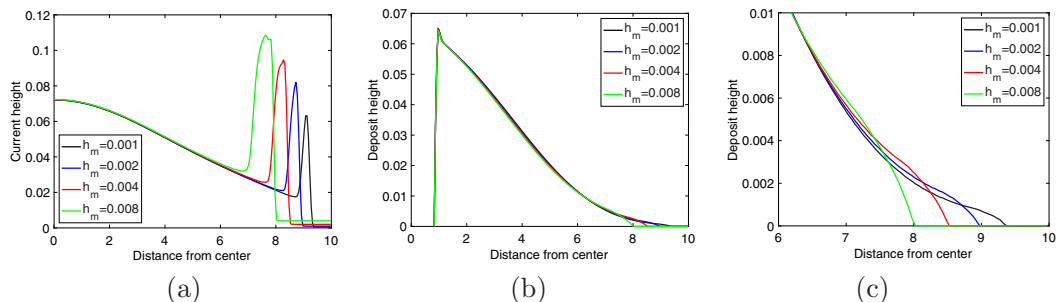 0.12
0.1
0.08
0.06
0.04
0.02
0
Current height
h_m=0.001
h_m=0.002
h_m=0.004
h_m=0.008
0 2 4 6 8 10
Distance from center
(a)
0.07
0.06
0.05
0.04
0.03
0.02
0.01
0
Deposit height
h_m=0.001
h_m=0.002
h_m=0.004
h_m=0.008
0 2 4 6 8 10
Distance from center
(b)
0.01
0.008
0.006
0.004
0.002
0
Deposit height
h_m=0.001
h_m=0.002
h_m=0.004
h_m=0.008
6 7 8 9 10
Distance from center
(c)